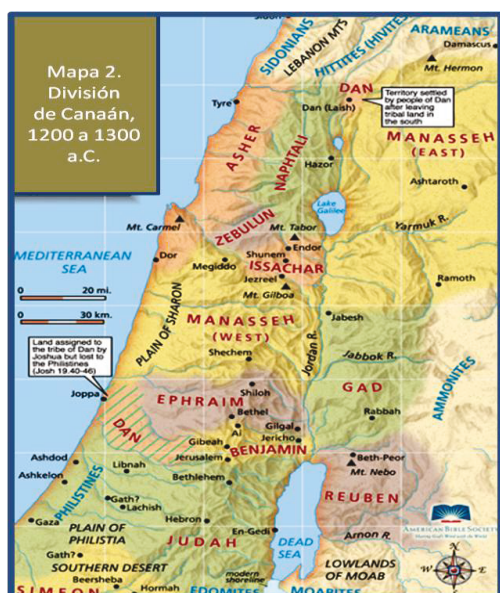 Mapa 2.
División
de Canaán,
1200 a 1300
a.C.
SIDONIANS
LEBANON MTS
HITTITES (HIVITES)
ARAMEANS
Damascus
Mt. Hermon
Tyre
DAN
Dan (Laish)
Territory settled
by people of Dan
after leaving
tribal land in
the south
ASHER
NAPHTALI
MANASSEH
(EAST)
Hazor
Lake
Galilee
Ashtaroth
ZEBULUN
Mt. Carmel
Mt. Tabor
Yarmuk R.
Endor
MEDITERRANEAN
SEA
Dor
Shunem
Megiddo
ISSACHAR
Jezreel
Mt. Gilboa
Ramoth
0 20 mi.
0 30 km.
PLAIN OF SHARON
MANASSEH
(WEST)
Jabesh
Jordan R.
Land assigned to
the tribe of Dan by
Joshua but lost to
the Philistines
(Josh 19.40-46)
Shechem
Jabbok R.
AMMONITES
Joppa
EPHRAIM
Shiloh
Bethel
GAD
DAN
Ai
Gilgal
Rabbah
Gibeah
Jericho
BENJAMIN
Ashdod
Libnah
Jerusalem
Beth-Peor
Mt. Nebo
Ashkelon
PHILISTINES
Bethlehem
REUBEN
Gath?
Lachish
Gaza
AMERICAN BIBLE SOCIETY
PLAIN OF
PHILISTIA
Hebron
En-Gedi
DEAD
SEA
Arnon R.
JUDAH
Gath?
SOUTHERN DESERT
modern
shoreline
LOWLANDS
OF MOAB
N
W E
Beersheba
SIMEON
Hormah
EDOMITES
MOABITES